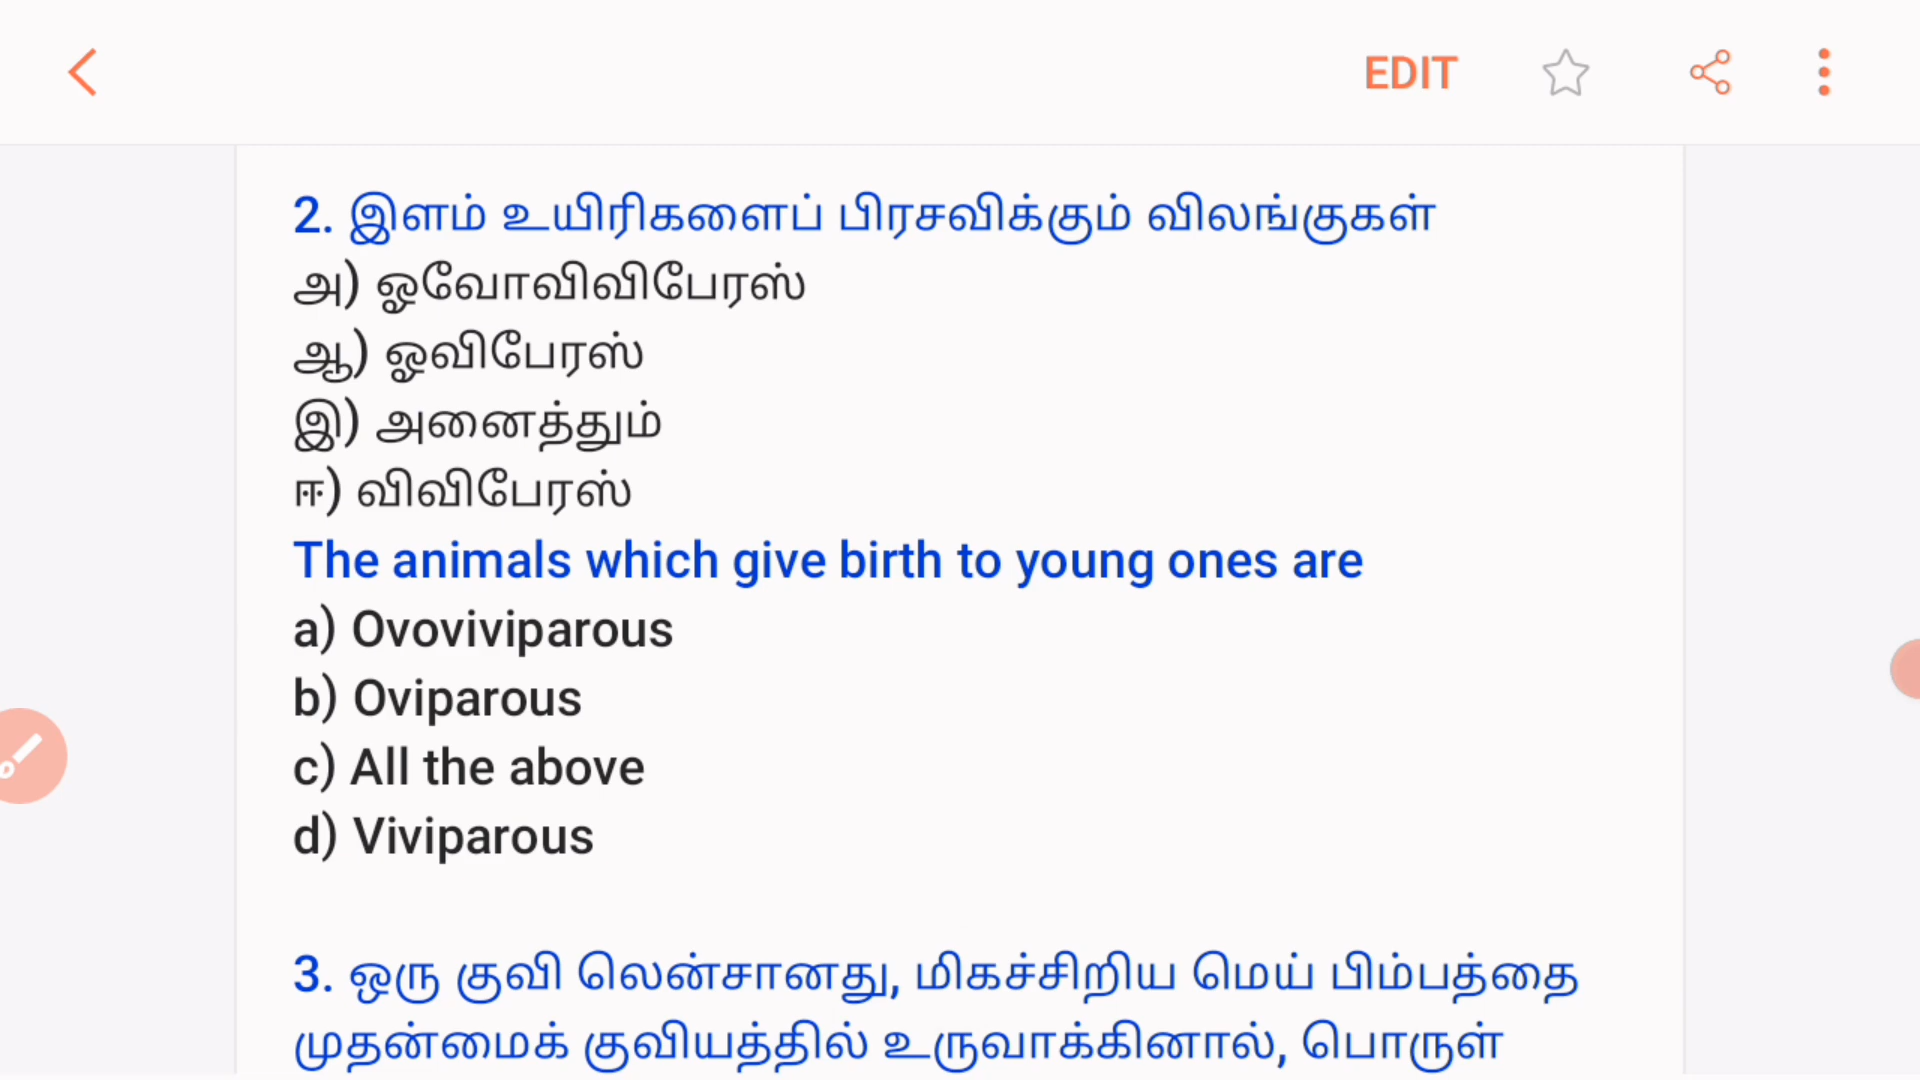 EDIT
2. இளம் உயிரிகளைப் பிரசவிக்கும் விலங்குகள்
அ) ஓவோவிவிபேரஸ்
ஆ) ஓவிபேரஸ்
இ) அனைத்தும்
ஈ) விவிபேரஸ்
The animals which give birth to young ones are
a) Ovoviviparous
b) Oviparous
c) All the above
d) Viviparous
3. ஒரு குவி லென்சானது, மிகச்சிறிய மெய் பிம்பத்தை
முதன்மைக் குவியத்தில் உருவாக்கினால், பொருள்